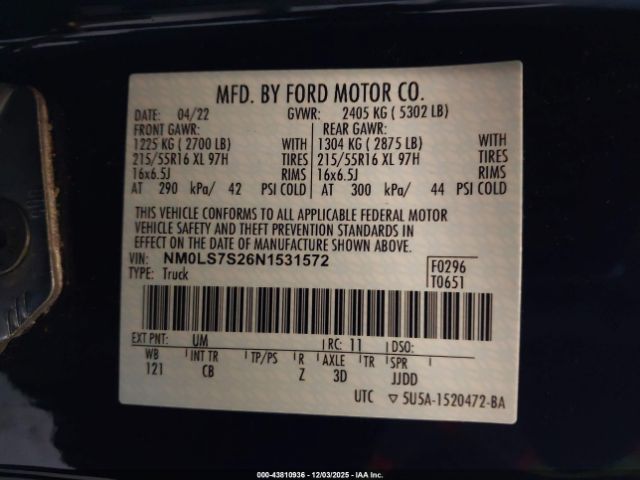 MFD. BY FORD MOTOR CO.
DATE: 04/22 GVWR: 2405 KG ( 5302 LB)
FRONT GAWR: REAR GAWR:
1225 KG ( 2700 LB) WITH 1304 KG ( 2875 LB) WITH
215/55R16 XL 97H TIRES 215/55R16 XL 97H TIRES
16x6.5J RIMS 16x6.5J RIMS
AT 290 kPa/ 42 PSI COLD AT 300 kPa/ 44 PSI COLD
THIS VEHICLE CONFORMS TO ALL APPLICABLE FEDERAL MOTOR
VEHICLE SAFETY AND THEFT PREVENTION STANDARDS IN
EFFECT ON THE DATE OF MANUFACTURE SHOWN ABOVE.
VIN: NM0LS7S26N1531572 F0296
TYPE: Truck T0651
EXT PNT: UM RC: 11 DSO:
WB INT TR TP/PS R AXLE TR SPR
121 CB Z 3D JJDD
UTC ▽ 5U5A-1520472-BA
000-43810936 - 12/03/2025 - IAA Inc.